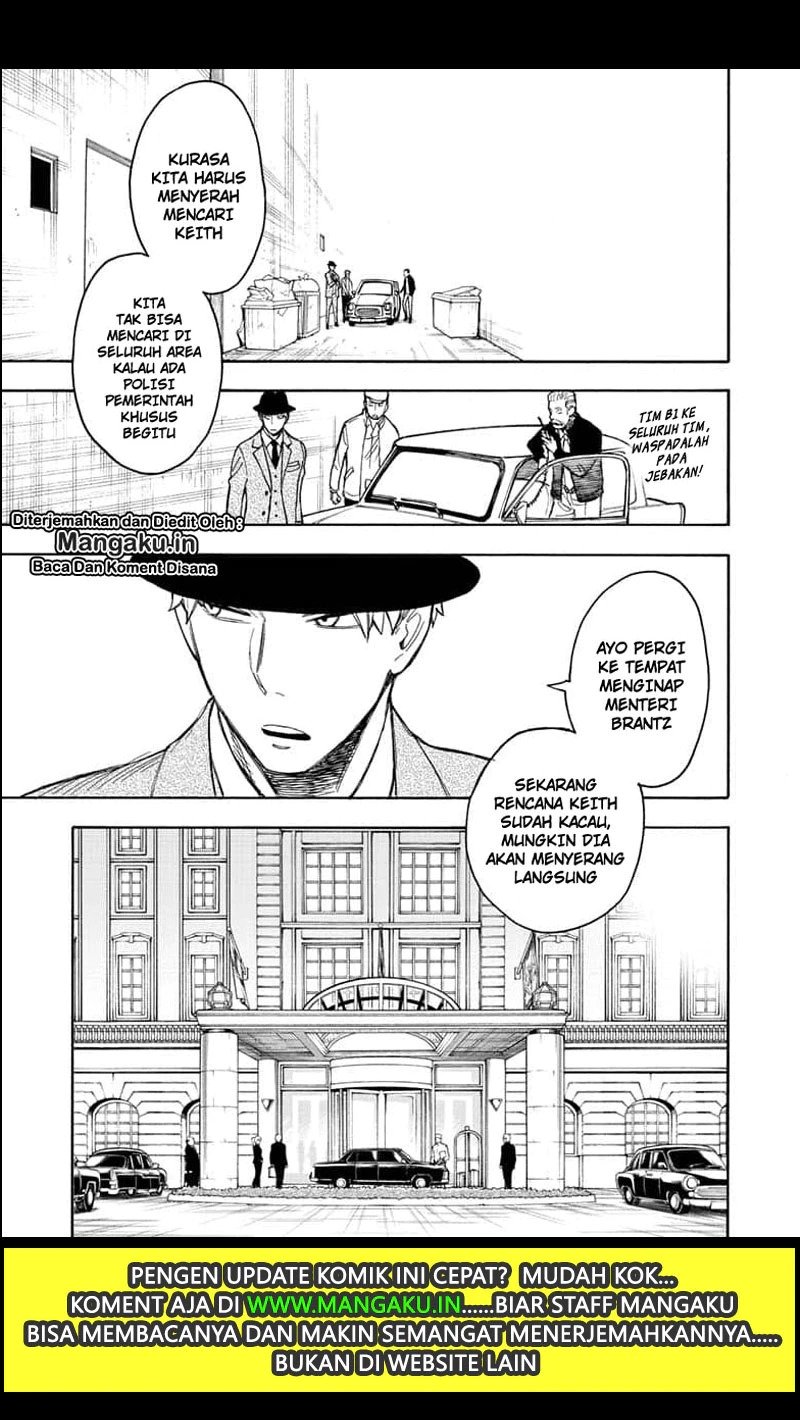 KURASA
KITA HARUS
MENYERAH
MENCARI
KEITH
KITA
TAK BISA
MENCARI DI
SELURUH AREA
KALAU ADA
POLISI
PEMERINTAH
KHUSUS
BEGITU
TIM B1 KE
SELURUH TIM,
WASPADALAH
PADA
JEBAKAN!
Diterjemahkan dan Diedit Oleh :
Mangaku.in
Baca Dan Koment Disana
AYO PERGI
KE TEMPAT
MENGINAP
MENTERI
BRANTZ
SEKARANG
RENCANA KEITH
SUDAH KACAU,
MUNGKIN DIA
AKAN MENYERANG
LANGSUNG
PENGEN UPDATE KOMIK INI CEPAT? MUDAH KOK...
KOMENT AJA DI WWW.MANGAKU.IN......BIAR STAFF MANGAKU
BISA MEMBACANYA DAN MAKIN SEMANGAT MENERJEMAHKANNYA.....
BUKAN DI WEBSITE LAIN